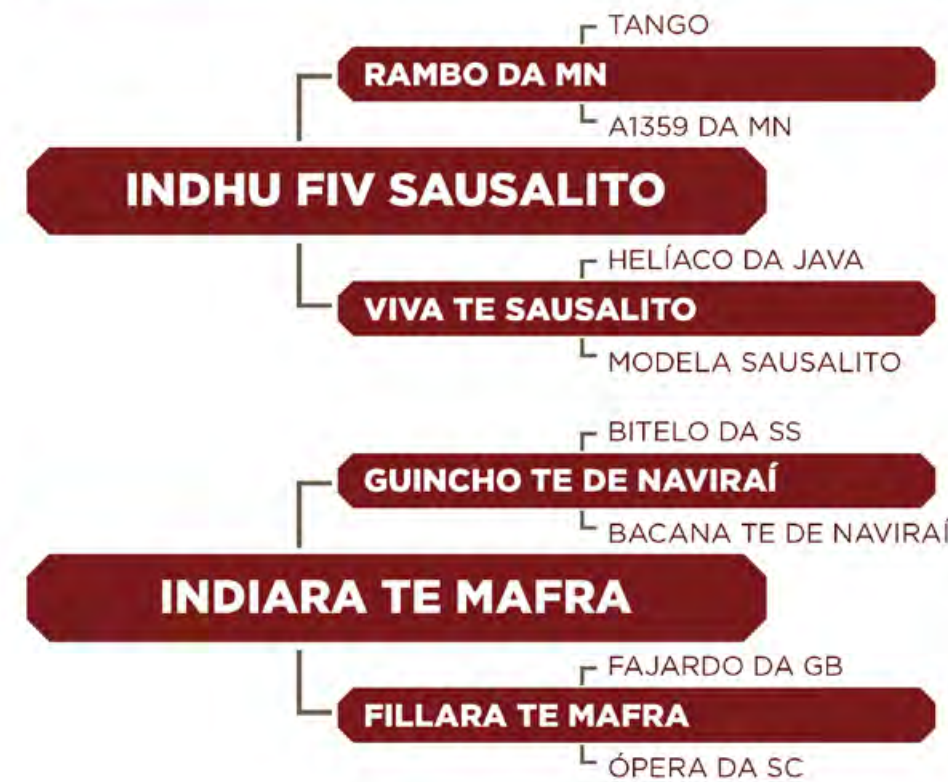 TANGO
RAMBO DA MN
A1359 DA MN
INDHU FIV SAUSALITO
HELÍACO DA JAVA
VIVA TE SAUSALITO
MODELA SAUSALITO
BITELO DA SS
GUINCHO TE DE NAVIRAÍ
BACANA TE DE NAVIRAÍ
INDIARA TE MAFRA
FAJARDO DA GB
FILLARA TE MAFRA
ÓPERA DA SC